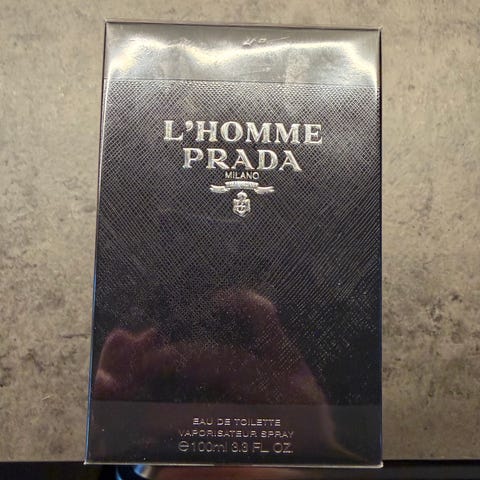 L'HOMME
PRADA
MILANO
EAU DE TOILETTE
VAPORISATEUR SPRAY
℮100ml 3.3 FL. OZ.